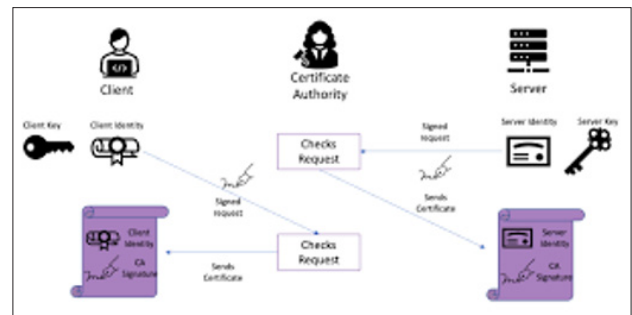 Client
Certificate
Authority
Server
Client Key
Client Identity
Signed
request
Server Identity
Server Key
Checks
Request
Signed
request
Sends
Certificate
Client
Identity
CA
Signature
Sends
Certificate
Checks
Request
Server
Identity
CA
Signature